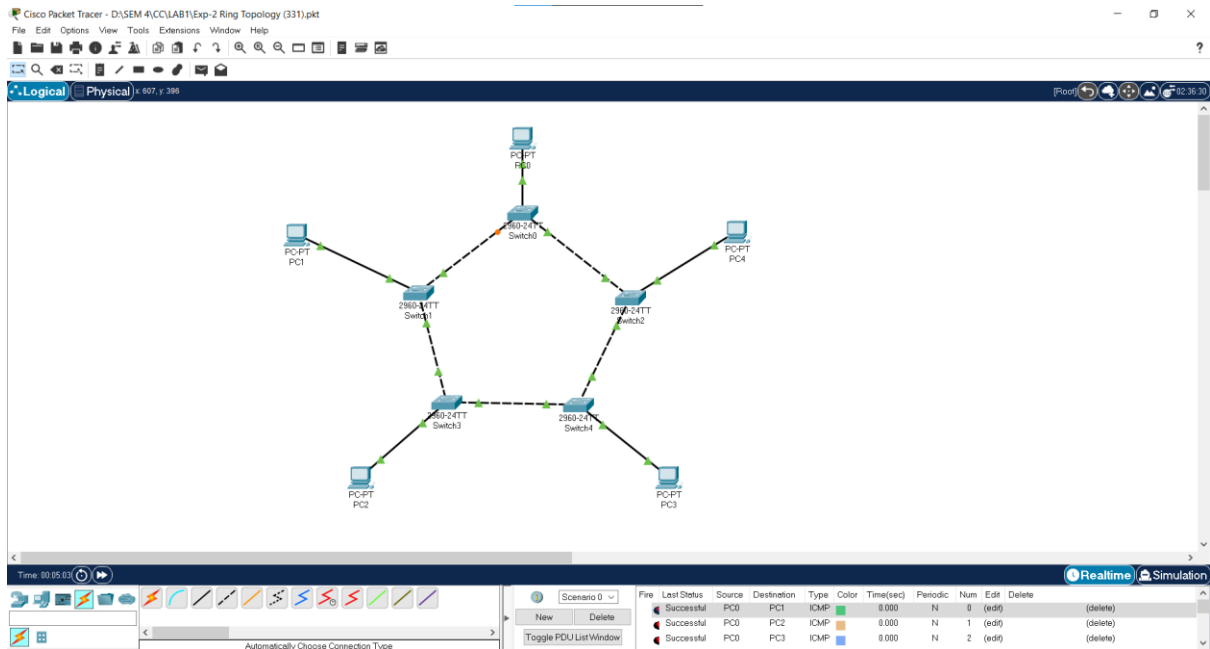 Cisco Packet Tracer - D:\SEM 4\CC\LAB1\Exp-2 Ring Topology (331).pkt
File Edit Options View Tools Extensions Window Help
?
Logical Physical x: 607, y: 396 [Root] 02:36:30
PC-PT
PC0
2960-24TT
Switch0
PC-PT
PC1
PC-PT
PC4
2960-24TT
Switch1
2960-24TT
Switch2
2960-24TT
Switch3
2960-24TT
Switch4
PC-PT
PC2
PC-PT
PC3
Time: 00:05:03 Realtime Simulation
Scenario 0 Fire Last Status Source Destination Type Color Time(sec) Periodic Num Edit Delete
New Delete Successful PC0 PC1 ICMP 0.000 N 0 (edit) (delete)
Successful PC0 PC2 ICMP 0.000 N 1 (edit) (delete)
Toggle PDU List Window Successful PC0 PC3 ICMP 0.000 N 2 (edit) (delete)
Automatically Choose Connection Type